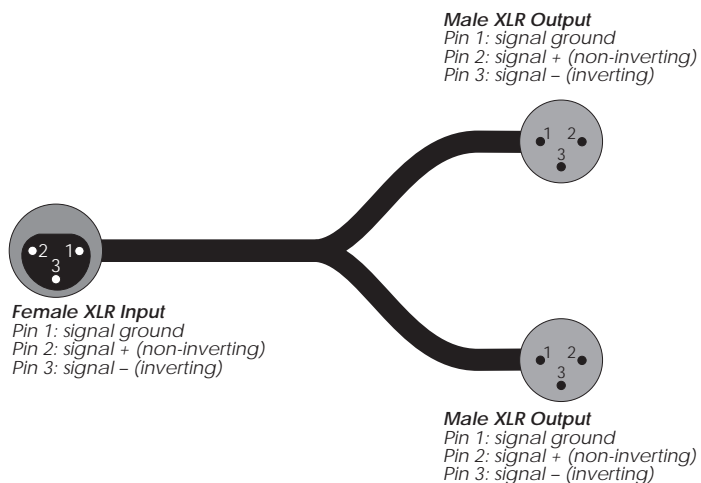 Male XLR Output
Pin 1: signal ground
Pin 2: signal + (non-inverting)
Pin 3: signal – (inverting)
1 2
3
2 1
3
Female XLR Input
Pin 1: signal ground
Pin 2: signal + (non-inverting)
Pin 3: signal – (inverting)
1 2
3
Male XLR Output
Pin 1: signal ground
Pin 2: signal + (non-inverting)
Pin 3: signal – (inverting)